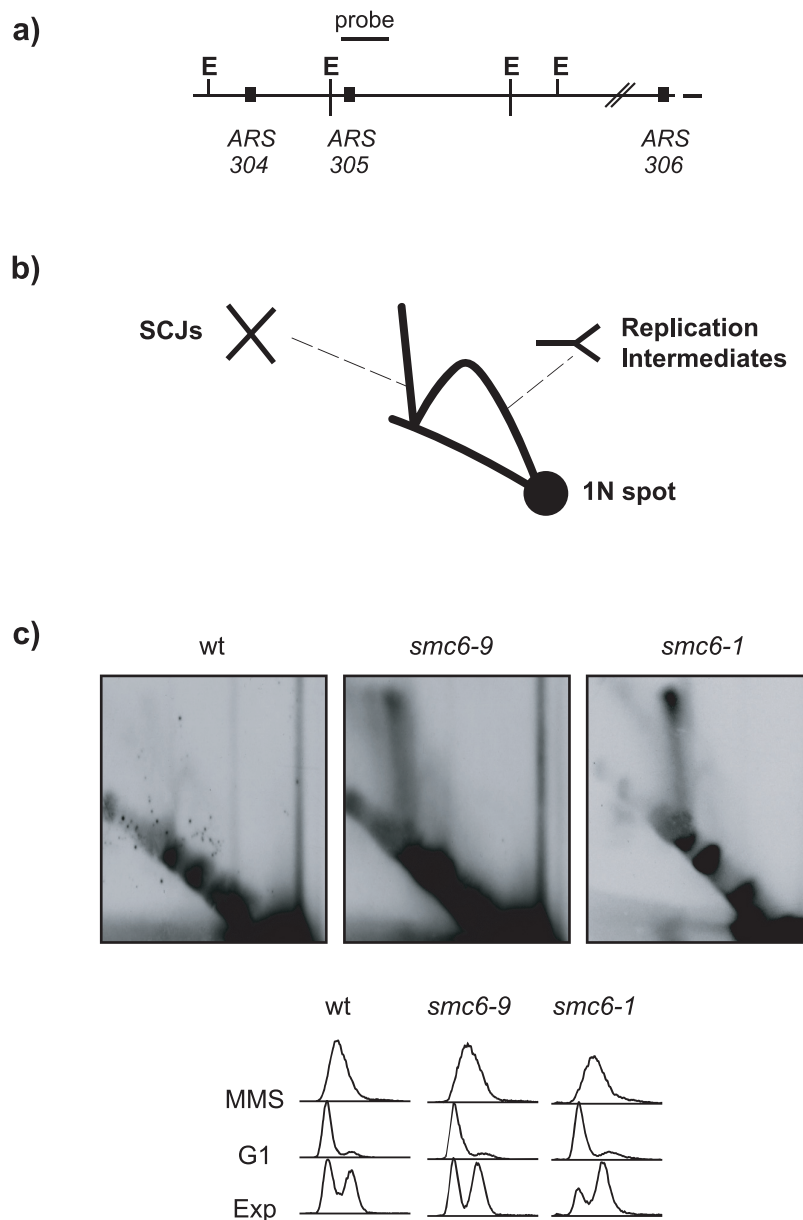 a)
probe
E E E E
ARS ARS ARS
304 305 306
b)
SCJs
Replication
Intermediates
1N spot
c)
wt smc6-9 smc6-1
wt smc6-9 smc6-1
MMS
G1
Exp